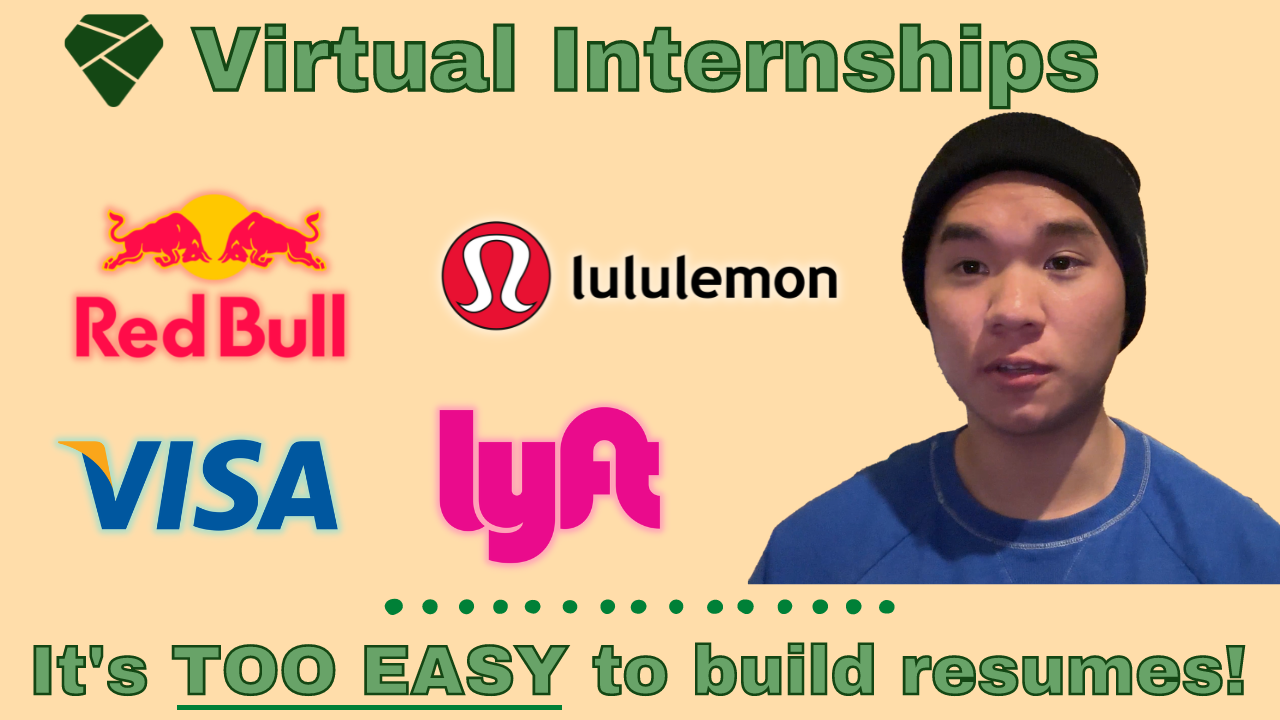 Virtual Internships
Red Bull
lululemon
VISA
lyft
It's TOO EASY to build resumes!